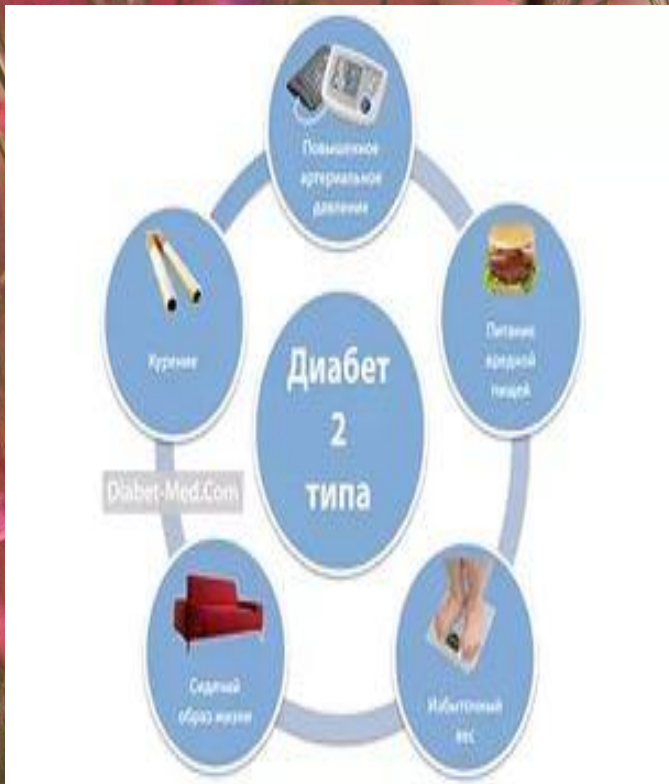 Повышенное
артериальное
давление
Питание
вредной
пищей
Избыточный
вес
Сидячий
образ жизни
Курение
Диабет
2
типа
Diabet-Med.Com